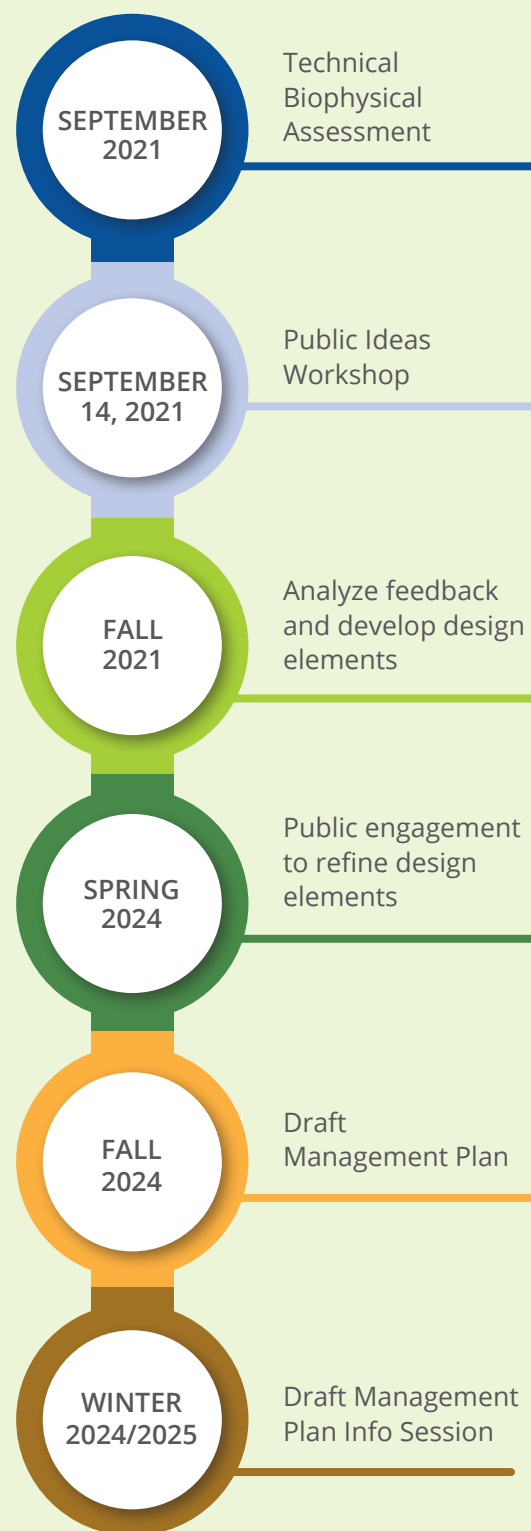 SEPTEMBER
2021
Technical
Biophysical
Assessment
SEPTEMBER
14, 2021
Public Ideas
Workshop
FALL
2021
Analyze feedback
and develop design
elements
SPRING
2024
Public engagement
to refine design
elements
FALL
2024
Draft
Management Plan
WINTER
2024/2025
Draft Management
Plan Info Session